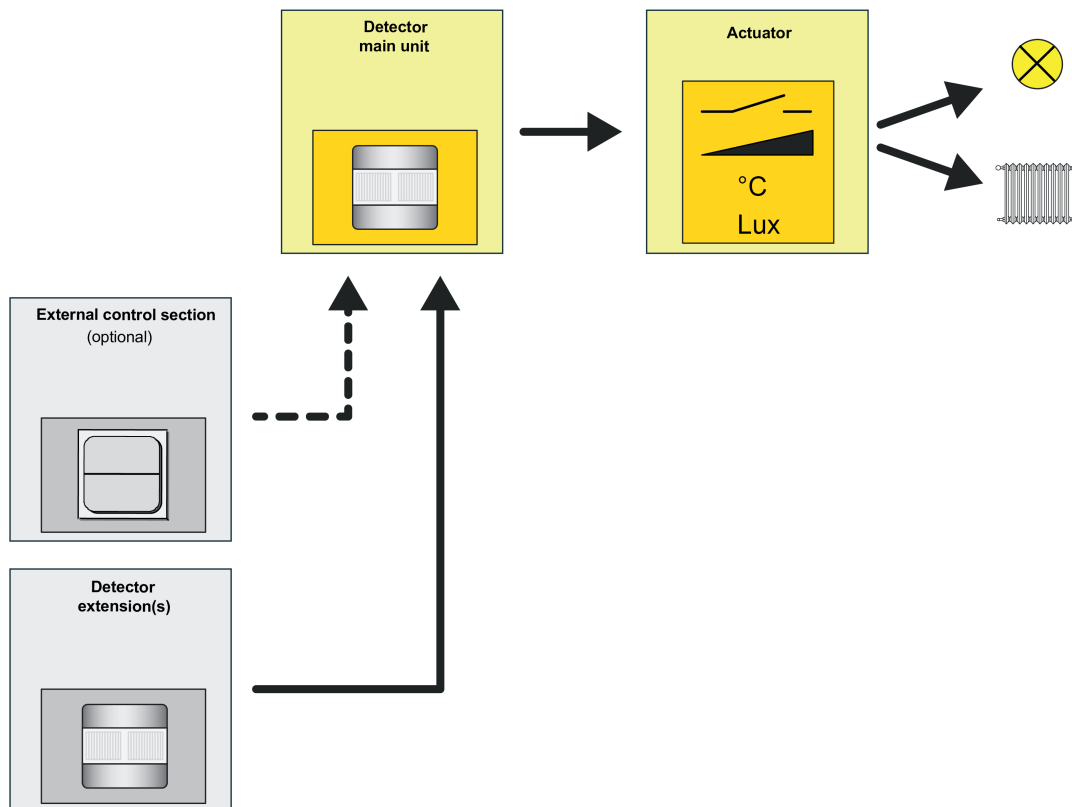 Detector
main unit
Actuator
°C
Lux
External control section
(optional)
Detector
extension(s)